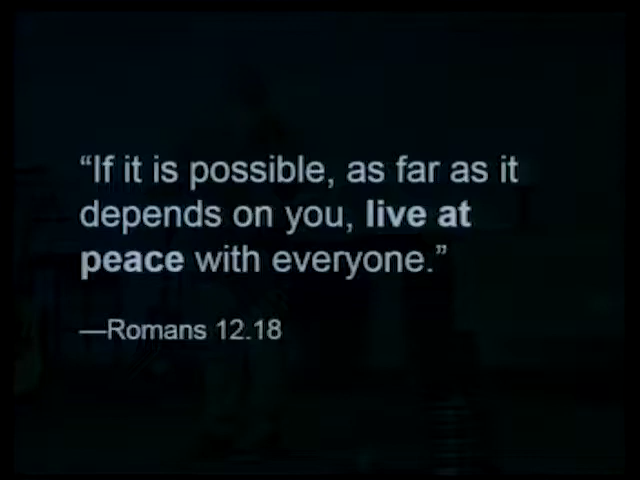 “If it is possible, as far as it
depends on you, live at
peace with everyone.”
—Romans 12.18